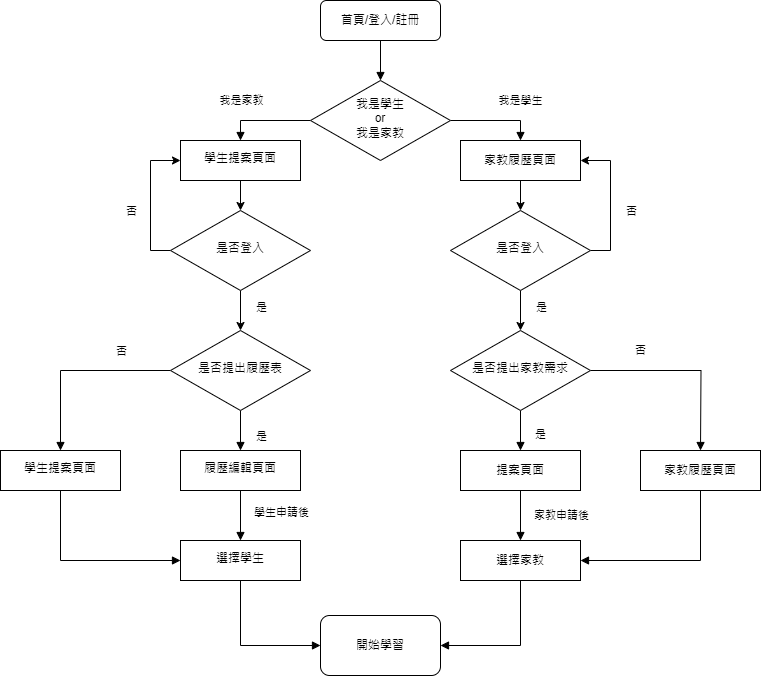 首頁/登入/註冊
我是家教
我是學生
or
我是家教
我是學生
學生提案頁面
家教履歷頁面
否
是否登入
是否登入
否
是
是
否
是否提出履歷表
是否提出家教需求
否
是
是
學生提案頁面
履歷編輯頁面
提案頁面
家教履歷頁面
學生申請後
家教申請後
選擇學生
選擇家教
開始學習